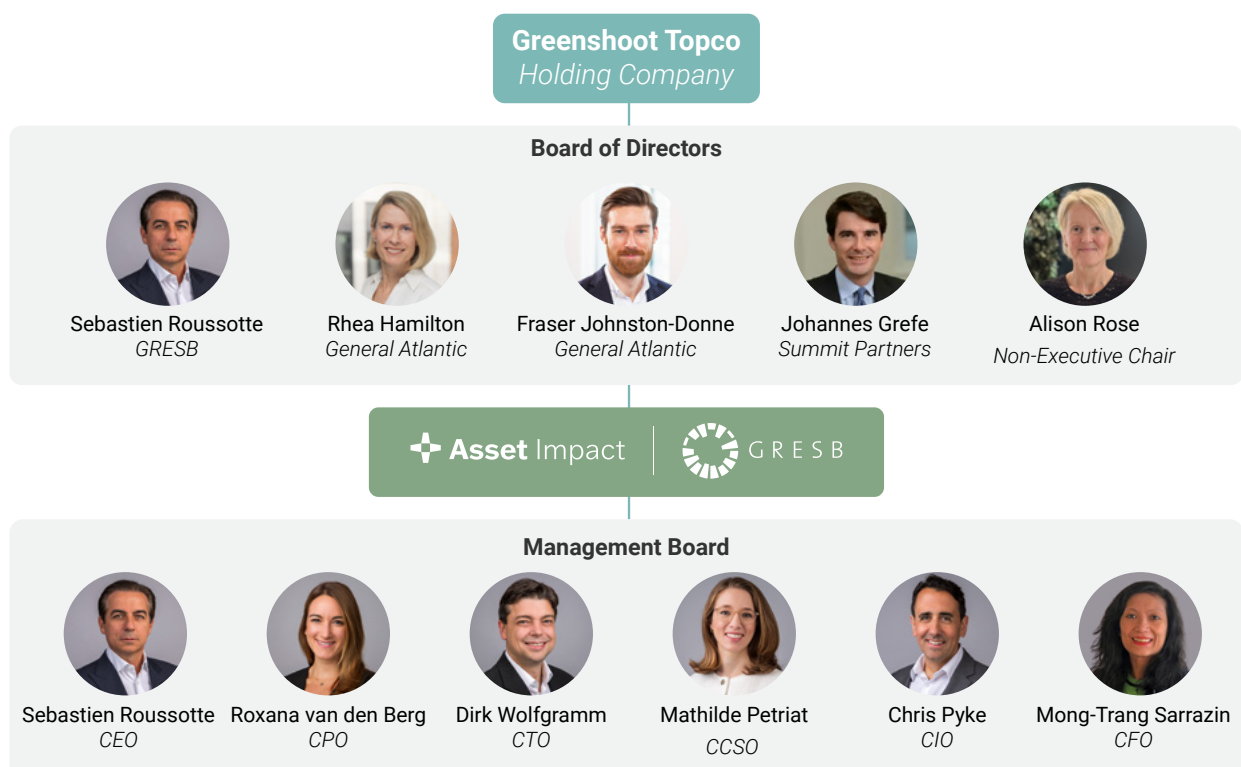 Greenshoot Topco
Holding Company
Board of Directors
Sebastien Roussotte
GRESB
Rhea Hamilton
General Atlantic
Fraser Johnston-Donne
General Atlantic
Johannes Grefe
Summit Partners
Alison Rose
Non-Executive Chair
Asset Impact
GRESB
Management Board
Sebastien Roussotte
CEO
Roxana van den Berg
CPO
Dirk Wolfgramm
CTO
Mathilde Petriat
CCSO
Chris Pyke
CIO
Mong-Trang Sarrazin
CFO